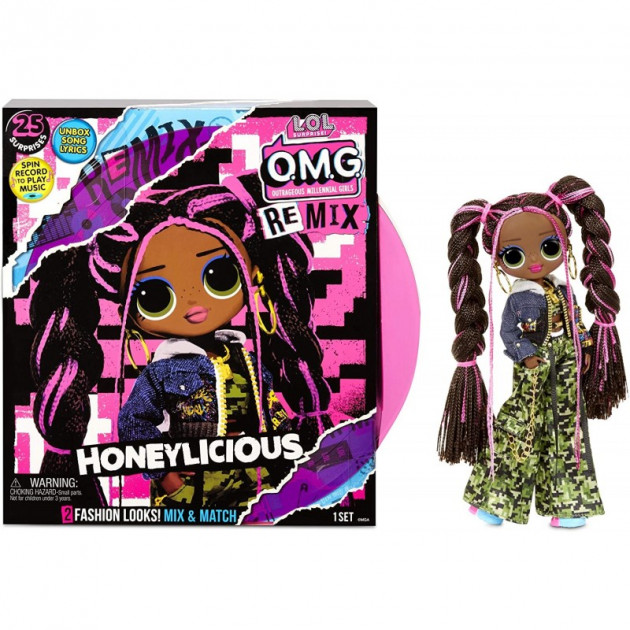 25
SURPRISES
UNBOX
SONG
LYRICS
SPIN
RECORD
TO PLAY
MUSIC
REMIX
L.O.L.
SURPRISE!
O.M.G.
OUTRAGEOUS MILLENNIAL GIRLS
REMIX
HONEYLICIOUS
WARNING:
CHOKING HAZARD-Small parts.
Not for children under 3 years.
2 FASHION LOOKS! MIX & MATCH
1 SET
©MGA